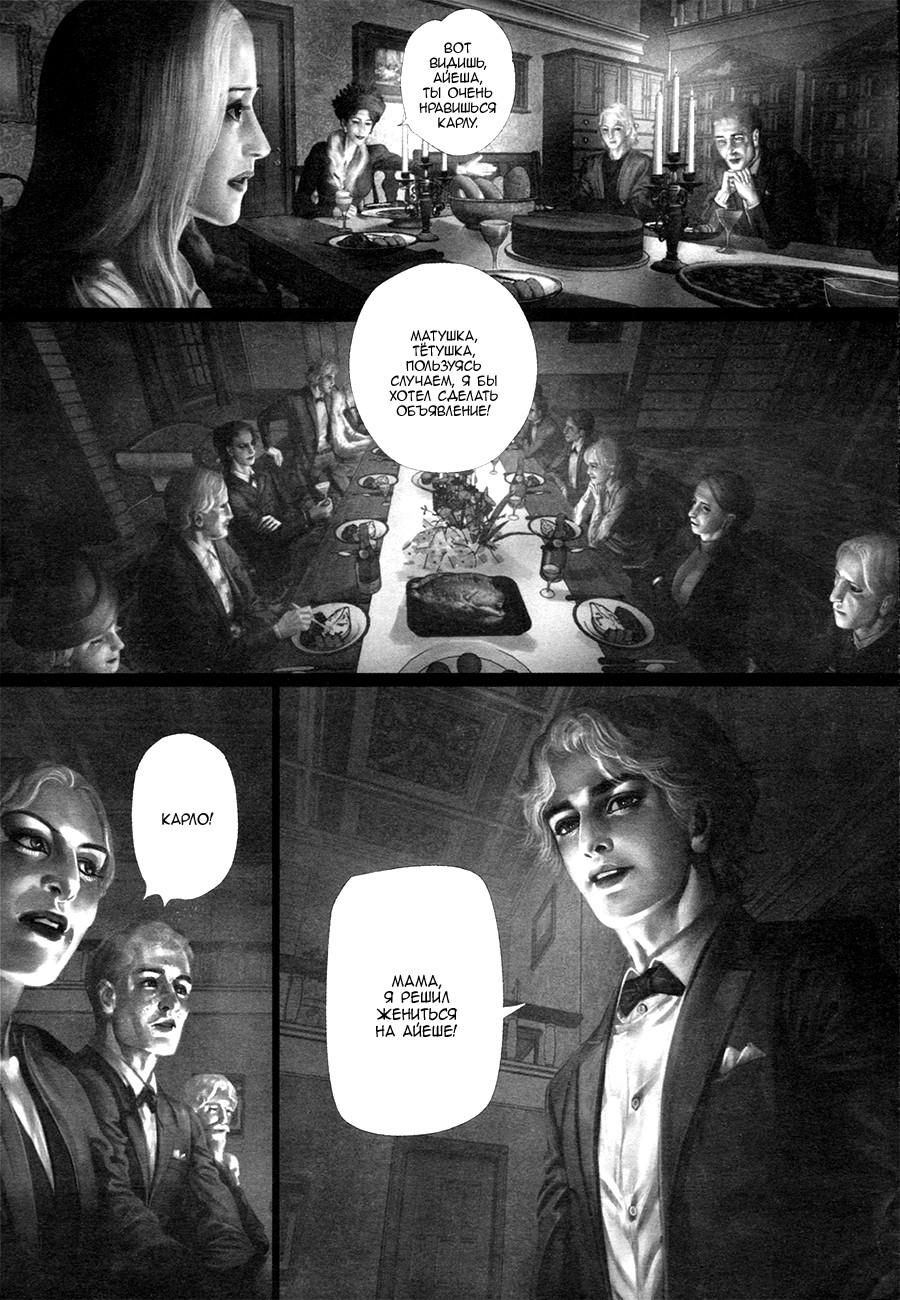 ВОТ
ВИДИШЬ,
АЙЕША,
ТЫ ОЧЕНЬ
НРАВИШЬСЯ
КАРЛУ.
МАТУШКА,
ТЁТУШКА,
ПОЛЬЗУЯСЬ
СЛУЧАЕМ, Я БЫ
ХОТЕЛ СДЕЛАТЬ
ОБЪЯВЛЕНИЕ!
КАРЛО!
МАМА,
Я РЕШИЛ
ЖЕНИТЬСЯ
НА АЙЕШЕ!